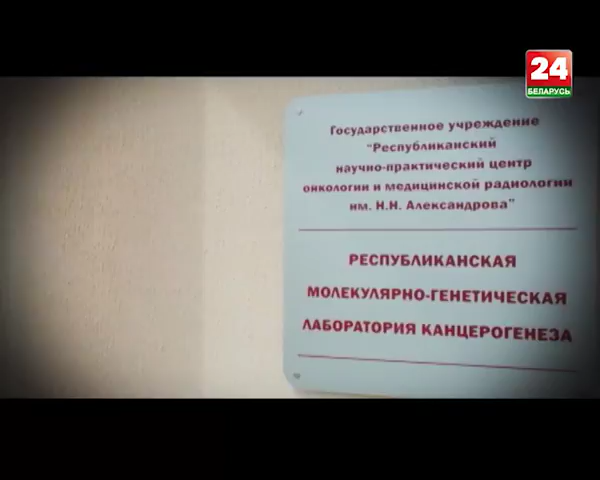 24
БЕЛАРУСЬ
Государственное учреждение
"Республиканский
научно-практический центр
онкологии и медицинской радиологии
им. Н.Н. Александрова"
РЕСПУБЛИКАНСКАЯ
МОЛЕКУЛЯРНО-ГЕНЕТИЧЕСКАЯ
ЛАБОРАТОРИЯ КАНЦЕРОГЕНЕЗА